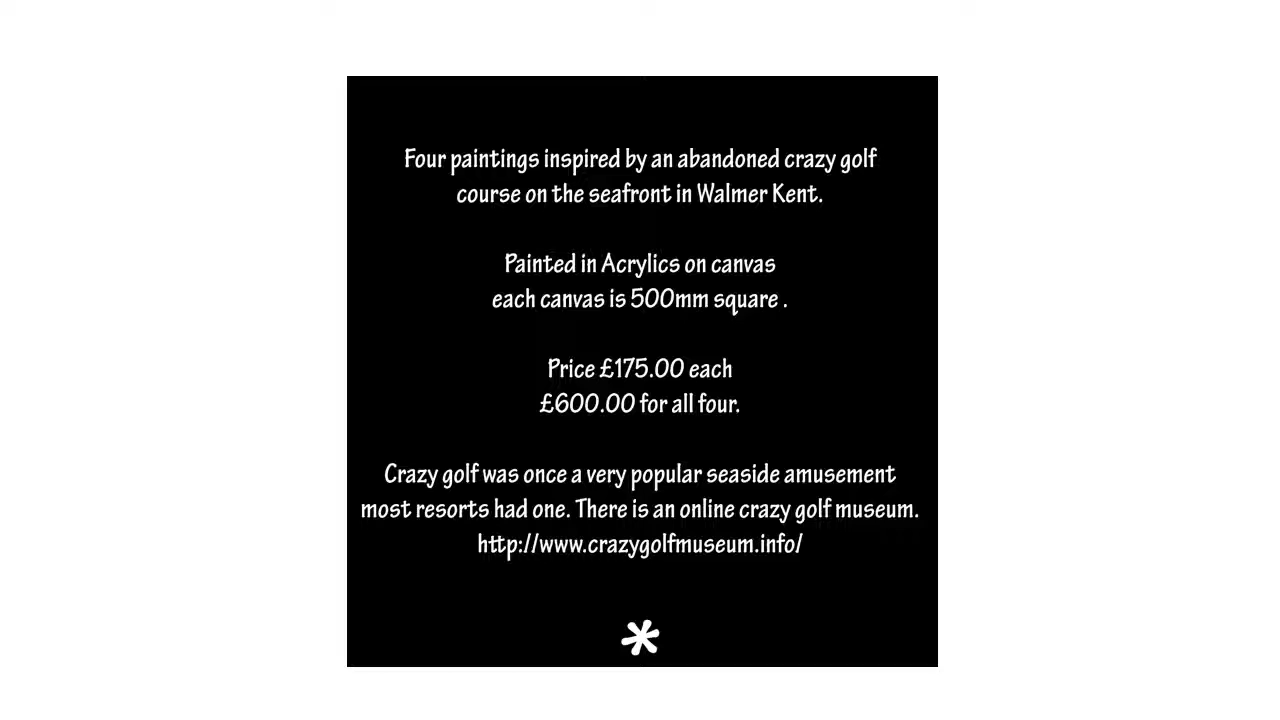 Four paintings inspired by an abandoned crazy golf
course on the seafront in Walmer Kent.
Painted in Acrylics on canvas
each canvas is 500mm square .
Price £175.00 each
£600.00 for all four.
Crazy golf was once a very popular seaside amusement
most resorts had one. There is an online crazy golf museum.
http://www.crazygolfmuseum.info/
*